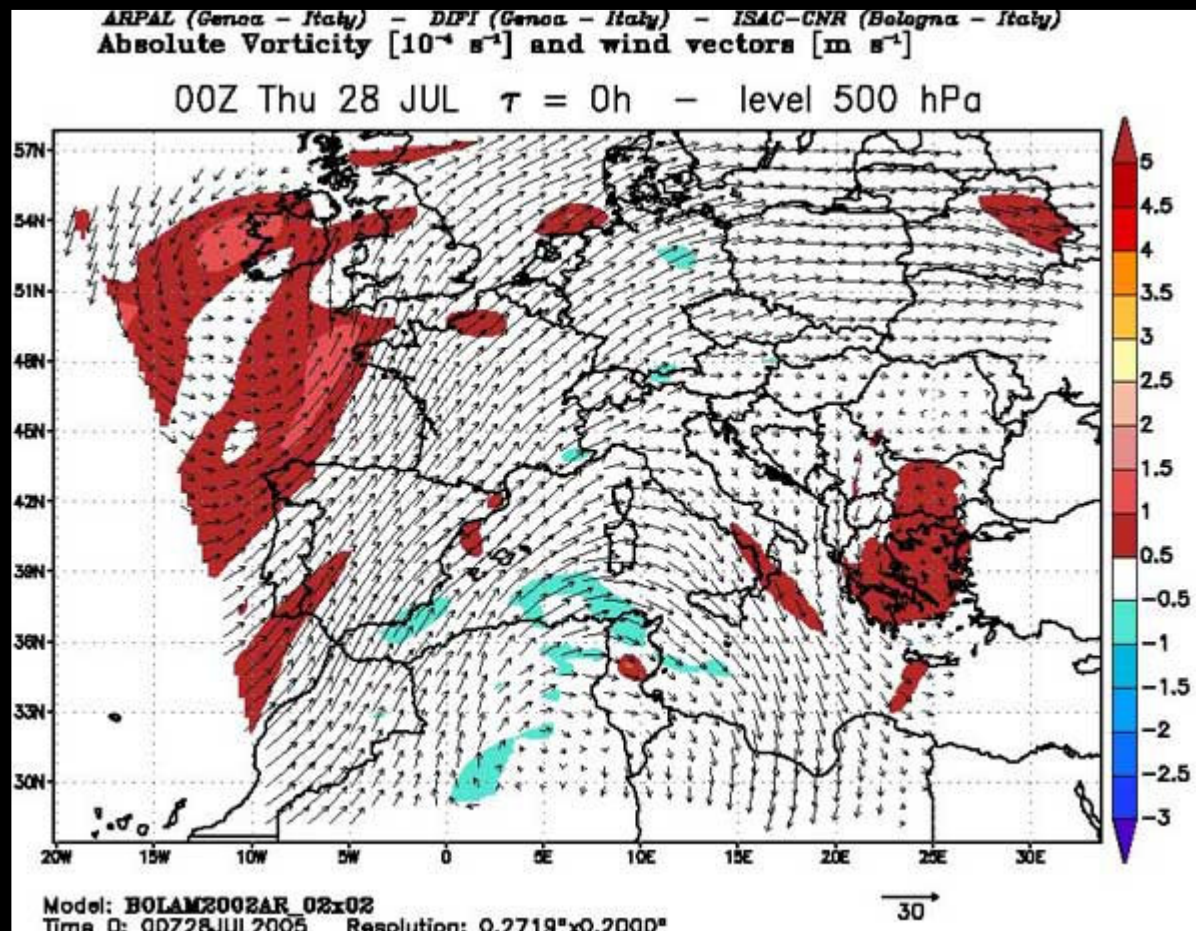 ARPAL (Genoa - Italy) - DIFI (Genoa - Italy) - ISAC-CNR (Bologna - Italy)
Absolute Vorticity [10⁻⁴ s⁻¹] and wind vectors [m s⁻¹]
00Z Thu 28 JUL τ = 0h - level 500 hPa
57N
54N
51N
48N
45N
42N
39N
36N
33N
30N
20W 15W 10W 5W 0 5E 10E 15E 20E 25E 30E
5
4.5
4
3.5
3
2.5
2
1.5
1
0.5
-0.5
-1
-1.5
-2
-2.5
-3
30
Model: BOLAM2002AR_02x02
Time 0: 00Z28JUL2005 Resolution: 0.2719°x0.2000°